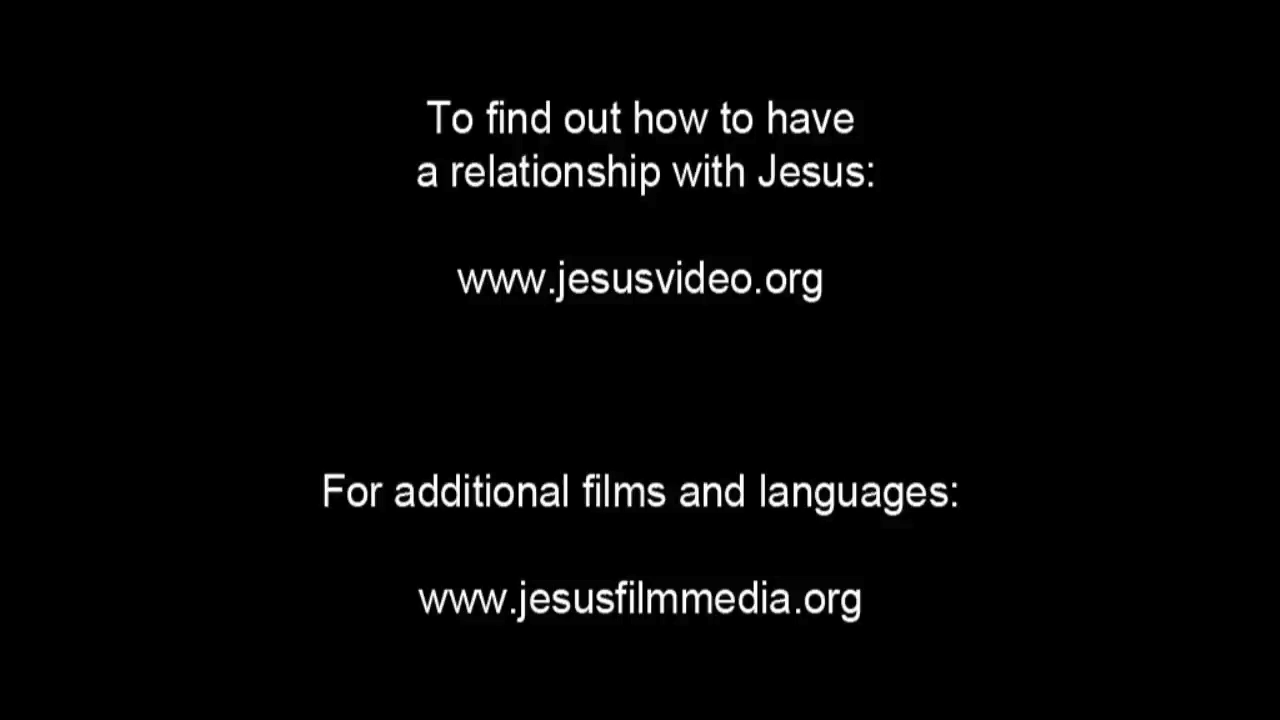 To find out how to have
a relationship with Jesus:
www.jesusvideo.org
For additional films and languages:
www.jesusfilmmedia.org